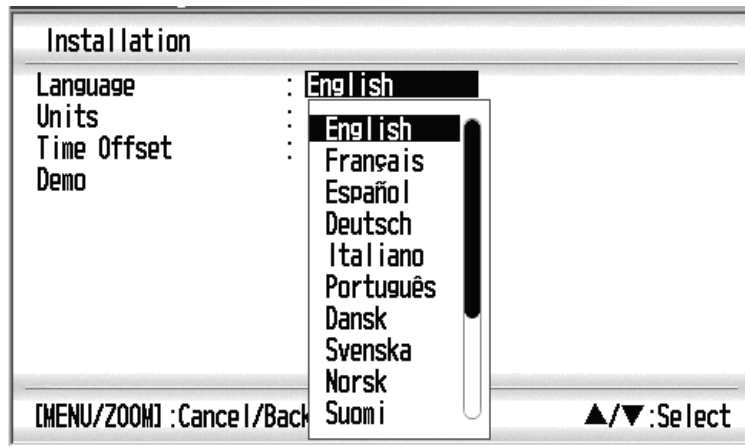 Installation
Language : English
Units :
Time Offset :
Demo
English
Français
Español
Deutsch
Italiano
Português
Dansk
Svenska
Norsk
Suomi
[MENU/ZOOM]:Cancel/Back
▲/▼:Select